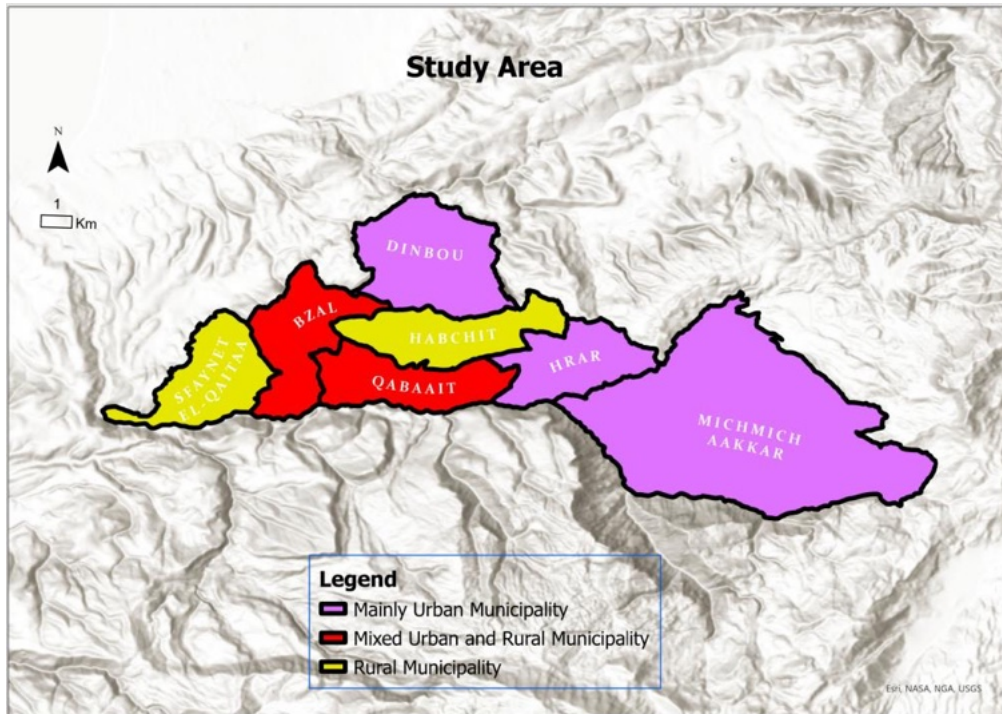 Study Area
N
1
Km
DINBOU
BZAL
HABCHIT
SFAYNET
EL-QAITAA
QABAAIT
HRAR
MICHMICH
AAKKAR
Legend
Mainly Urban Municipality
Mixed Urban and Rural Municipality
Rural Municipality
Esri, NASA, NGA, USGS